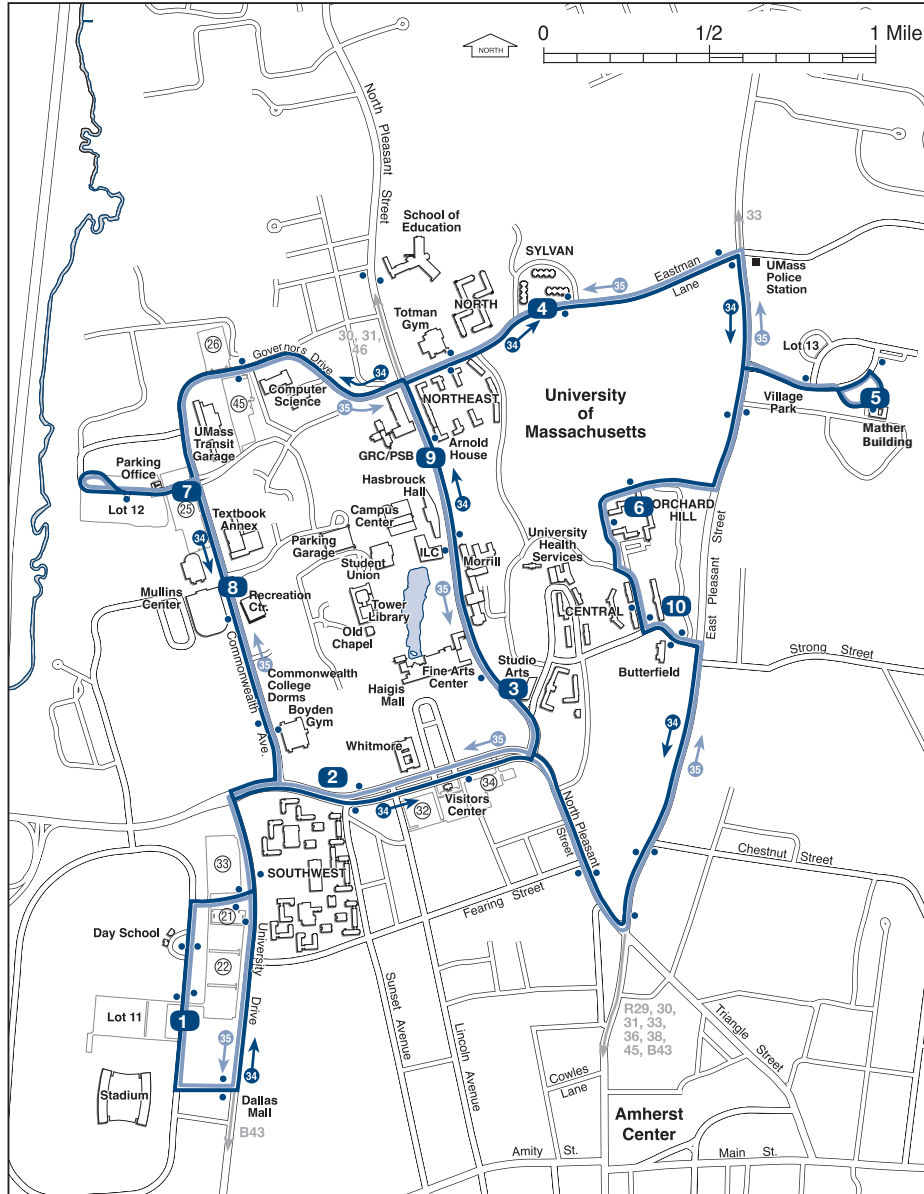 0 1/2 1 Mile
NORTH
North Pleasant Street
33
School of
Education
SYLVAN
35
Eastman
Lane
UMass
Police
Station
NORTH
4
34
34
35
Totman
Gym
30, 31,
46
26
Governors Drive
34
Lot 13
Computer
Science
35
NORTHEAST
University
of
Massachusetts
Village
Park
5
Mather
Building
45
UMass
Transit
Garage
GRC/PSB
9
Arnold
House
Parking
Office
7
Hasbrouck
Hall
34
Lot 12
25
6
ORCHARD
HILL
Textbook
Annex
Campus
Center
34
Parking
Garage
ILC
University
Health
Services
Student
Union
Morrill
Mullins
Center
8
Recreation
Ctr.
35
Tower
Library
CENTRAL
10
East Pleasant Street
Old
Chapel
Strong Street
Commonwealth
Ave.
35
Commonwealth
College
Dorms
Fine Arts
Center
Studio
Arts
3
Butterfield
Haigis
Mall
Boyden
Gym
34
35
Whitmore
35
2
34
34
32
Visitors
Center
North Pleasant
Street
33
SOUTHWEST
Chestnut Street
Fearing Street
21
Day School
University Drive
22
Sunset Avenue
Lincoln Avenue
R29, 30,
31, 33,
36, 38,
45, B43
Triangle Street
Lot 11
1
35
34
Stadium
Dallas
Mall
Cowles
Lane
Amherst
Center
B43
Amity St.
Main St.